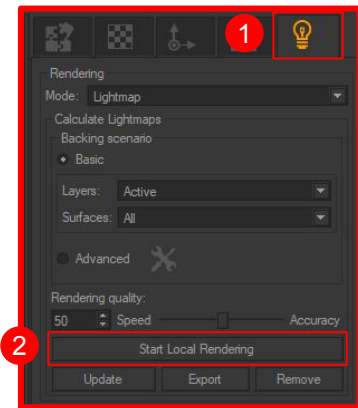 1
Rendering
Mode: Lightmap
Calculate Lightmaps
Backing scenario
Basic
Layers: Active
Surfaces: All
Advanced
Rendering quality:
50 Speed Accuracy
2
Start Local Rendering
Update Export Remove